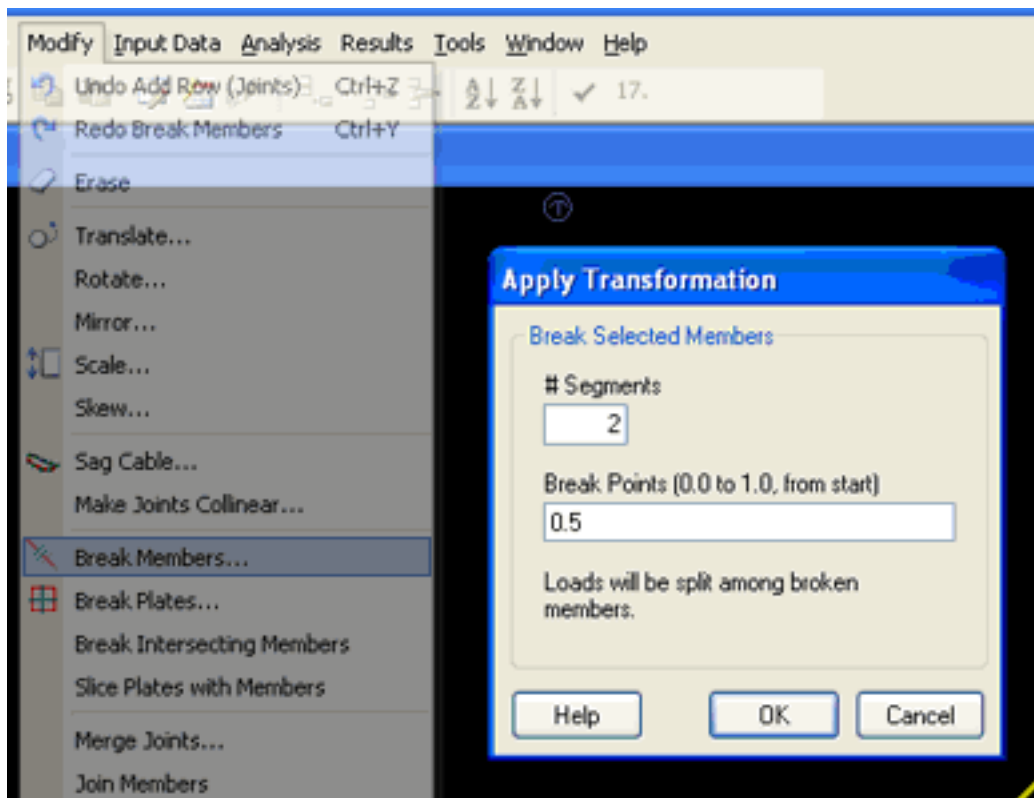 Modify Input Data Analysis Results Tools Window Help
17.
Undo Add Row (Joints) Ctrl+Z
Redo Break Members Ctrl+Y
Erase
Translate...
Rotate...
Mirror...
Scale...
Skew...
Sag Cable...
Make Joints Collinear...
Break Members...
Break Plates...
Break Intersecting Members
Slice Plates with Members
Merge Joints...
Join Members
Apply Transformation
Break Selected Members
# Segments
2
Break Points (0.0 to 1.0, from start)
0.5
Loads will be split among broken
members.
Help OK Cancel